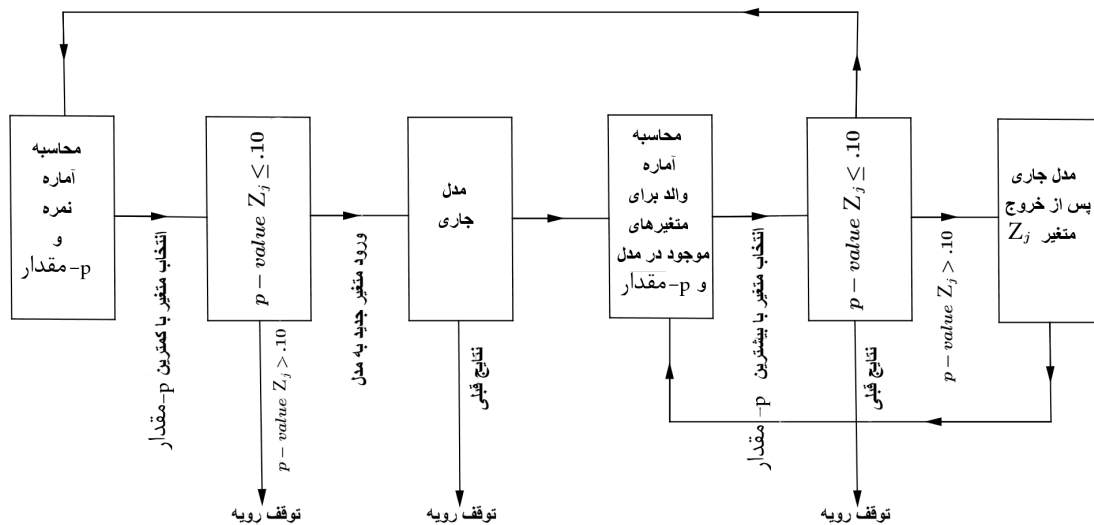 محاسبه
آماره
نمره
و
p-مقدار
انتخاب متغیر با کمترین p-مقدار
p − value Z_j ≤ .10
p − value Z_j > .10
توقف رویه
ورود متغیر جدید به مدل
مدل
جاری
نتایج قبلی
توقف رویه
محاسبه
آماره
والد برای
متغیرهای
موجود در مدل
و p-مقدار
انتخاب متغیر با بیشترین p-مقدار
p − value Z_j ≤ .10
نتایج قبلی
توقف رویه
p − value Z_j > .10
مدل جاری
پس از خروج
متغیر Z_j